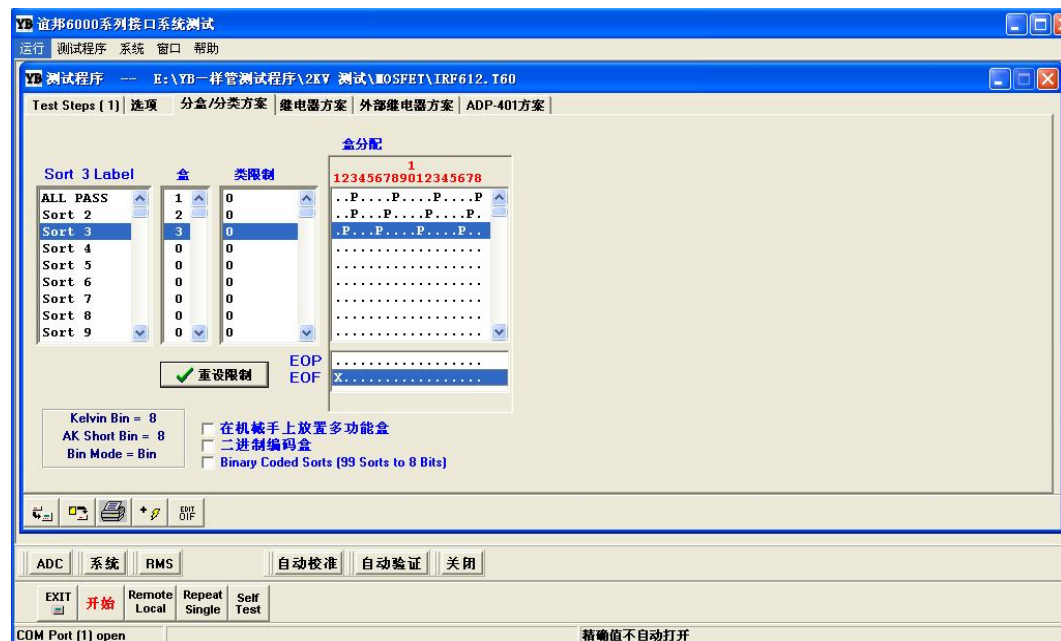 YB 谊邦6000系列接口系统测试
运行 测试程序 系统 窗口 帮助
YB 测试程序 -- E:\YB一样管测试程序\2KV 测试\MOSFET\IRF612.T60
Test Steps ( 1) 选项 分盒/分类方案 继电器方案 外部继电器方案 ADP-401方案
盒分配
Sort 3 Label 盒 类限制
1
123456789012345678
ALL PASS 1 0 ..P....P....P....P
Sort 2 2 0 ..P...P....P....P.
Sort 3 3 0 .P...P....P....P..
Sort 4 0 0 ..................
Sort 5 0 0 ..................
Sort 6 0 0 ..................
Sort 7 0 0 ..................
Sort 8 0 0 ..................
Sort 9 0 0 ..................
EOP ..................
重设限制 EOF X.................
Kelvin Bin = 8
AK Short Bin = 8
Bin Mode = Bin
在机械手上放置多功能盒
二进制编码盒
Binary Coded Sorts (99 Sorts to 8 Bits)
EDIT
OIF
ADC 系统 RMS 自动校准 自动验证 关闭
EXIT 开始 Remote Local Repeat Single Self Test
COM Port (1) open 精确值不自动打开